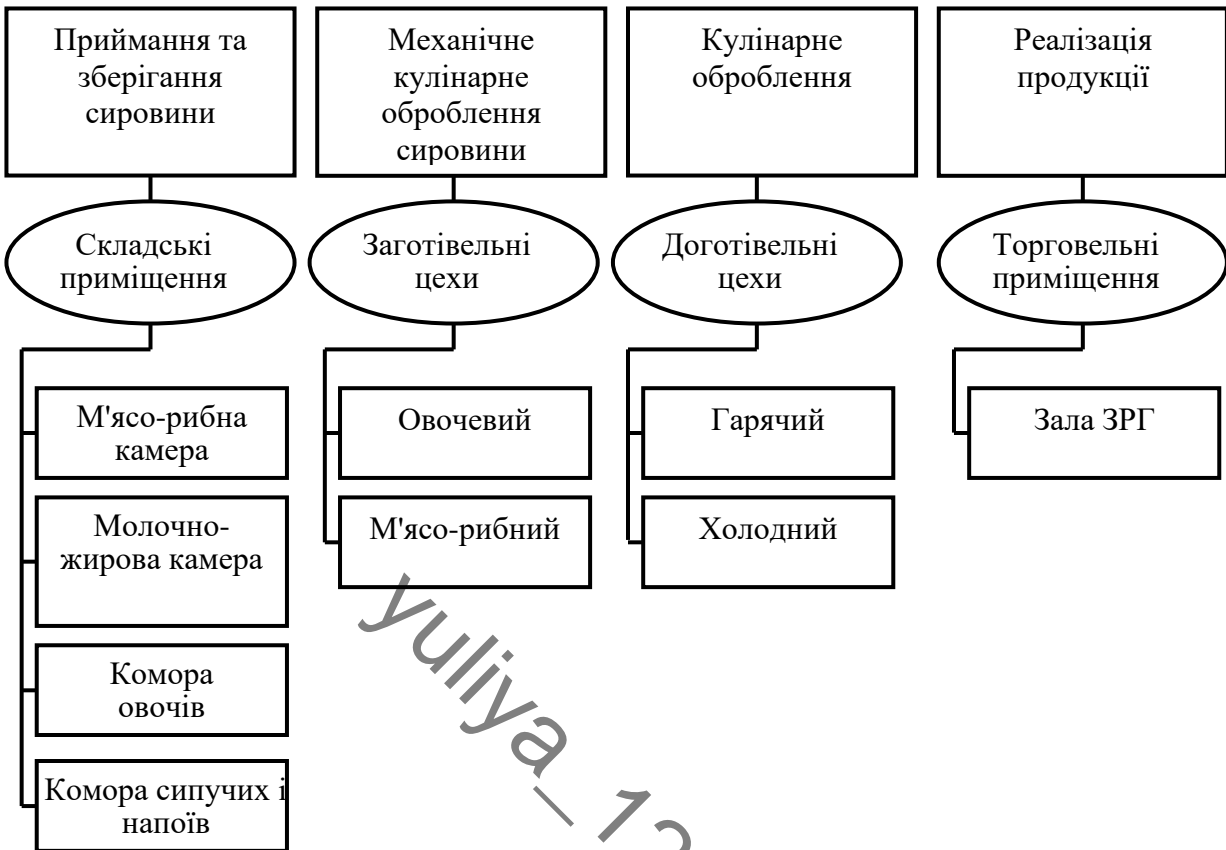 Приймання та
зберігання
сировини
Механічне
кулінарне
оброблення
сировини
Кулінарне
оброблення
Реалізація
продукції
Складські
приміщення
Заготівельні
цехи
Доготівельні
цехи
Торговельні
приміщення
М'ясо-рибна
камера
Овочевий
Гарячий
Зала ЗРГ
Молочно-
жирова камера
М'ясо-рибний
Холодний
Комора
овочів
Комора сипучих і
напоїв
yuliya_12